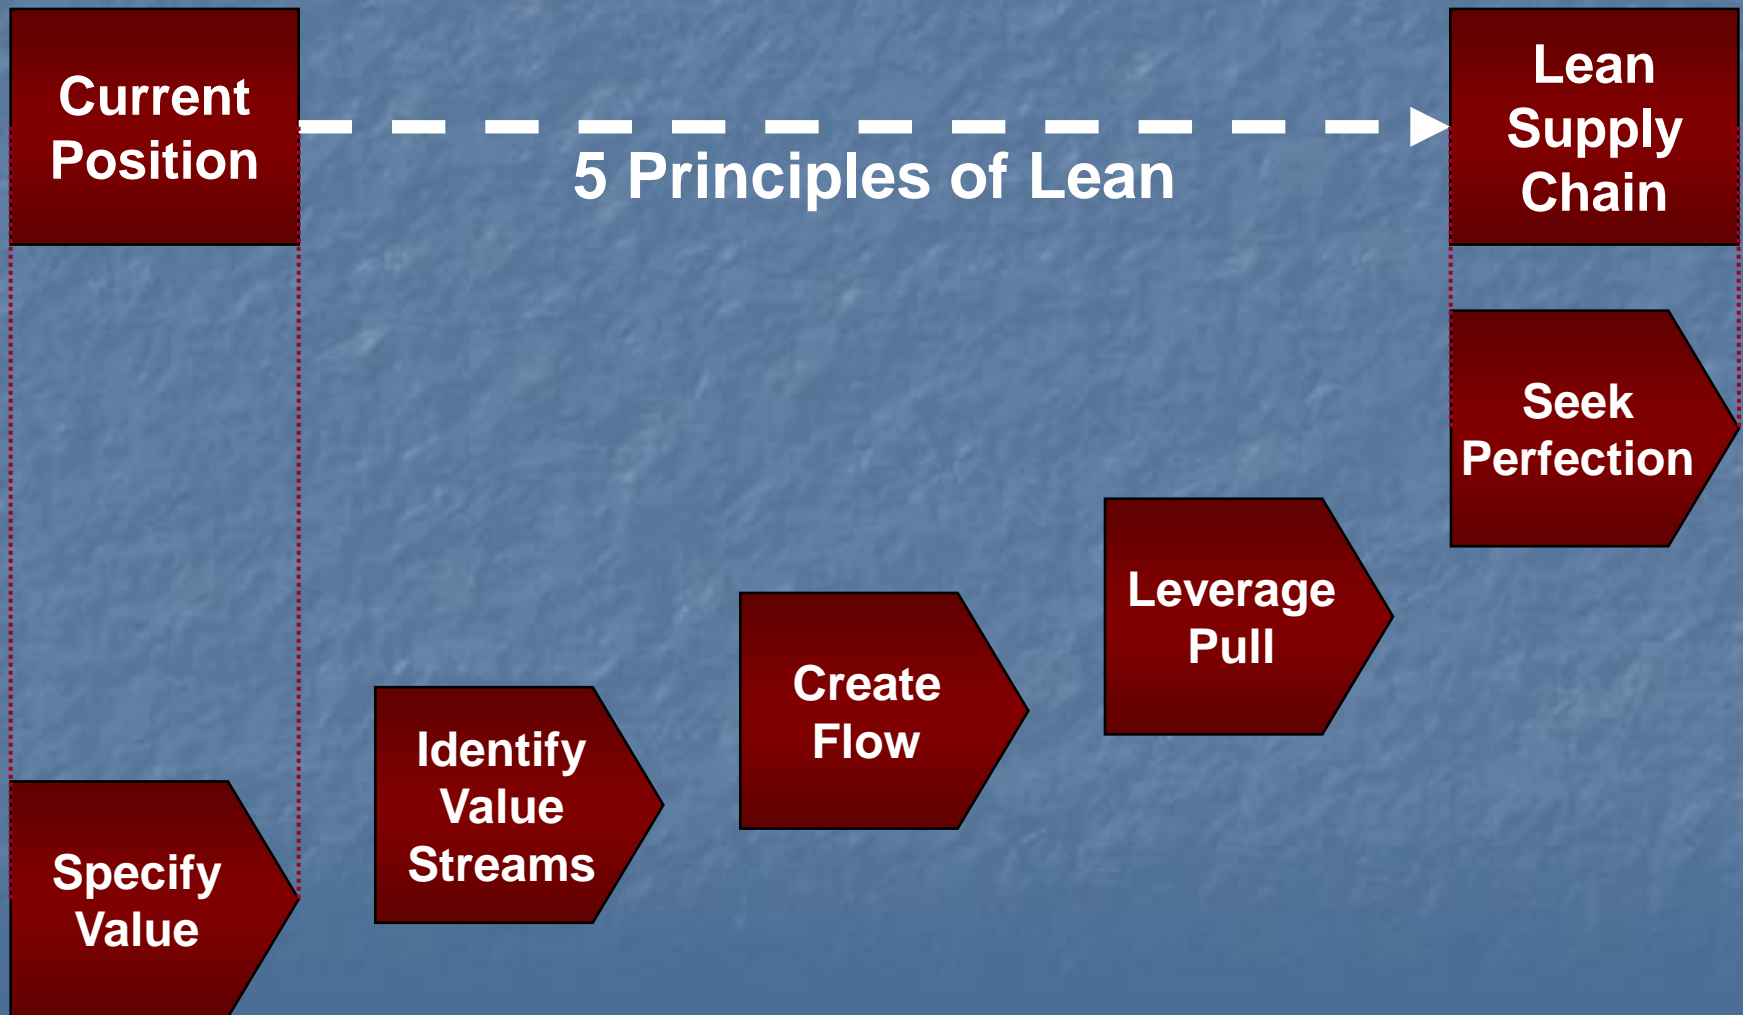 Current
Position
5 Principles of Lean
Lean
Supply
Chain
Specify
Value
Identify
Value
Streams
Create
Flow
Leverage
Pull
Seek
Perfection